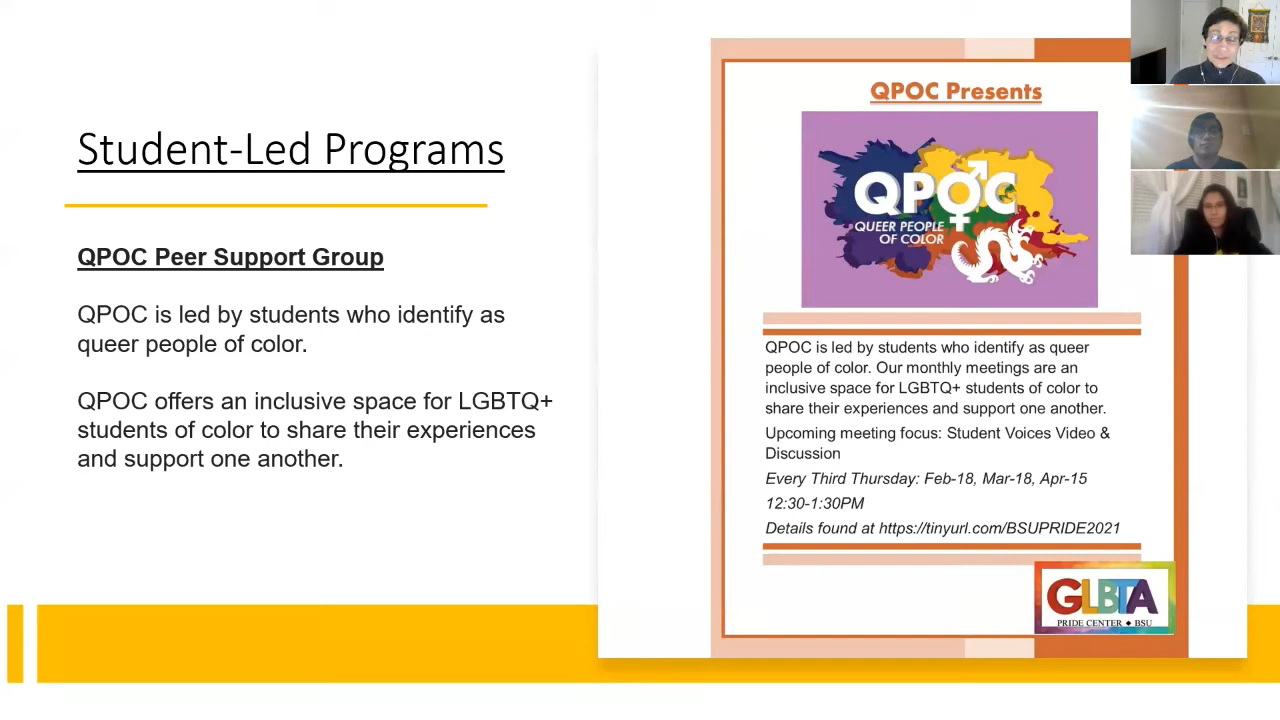 Student-Led Programs
QPOC Peer Support Group
QPOC is led by students who identify as
queer people of color.
QPOC offers an inclusive space for LGBTQ+
students of color to share their experiences
and support one another.
QPOC Presents
QPOC
QUEER PEOPLE
OF COLOR
QPOC is led by students who identify as queer
people of color. Our monthly meetings are an
inclusive space for LGBTQ+ students of color to
share their experiences and support one another.
Upcoming meeting focus: Student Voices Video &
Discussion
Every Third Thursday: Feb-18, Mar-18, Apr-15
12:30-1:30PM
Details found at https://tinyurl.com/BSUPRIDE2021
GLBTA
PRIDE CENTER ◆ BSU